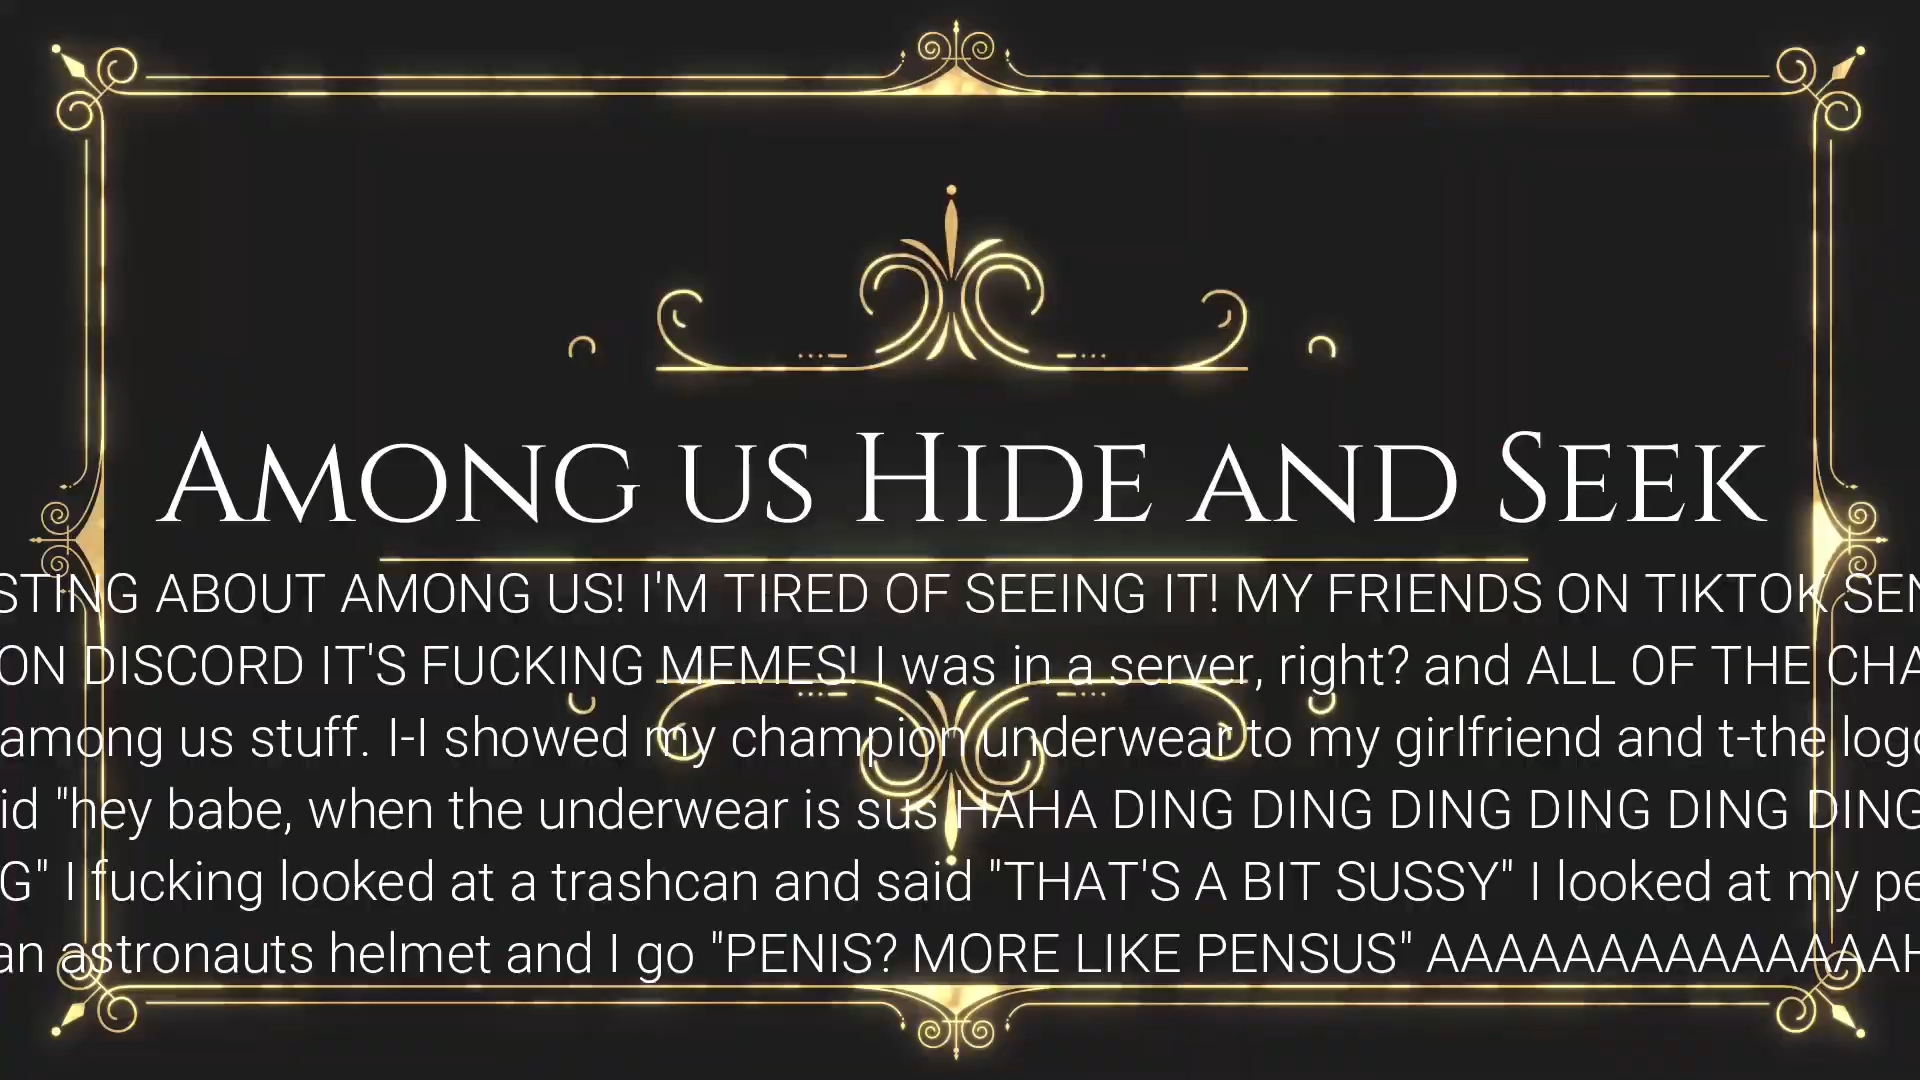 Among us Hide and Seek
STING ABOUT AMONG US! I'M TIRED OF SEEING IT! MY FRIENDS ON TIKTOK SEN
ON DISCORD IT'S FUCKING MEMES! I was in a server, right? and ALL OF THE CHA
among us stuff. I-I showed my champion underwear to my girlfriend and t-the logo
id "hey babe, when the underwear is sus HAHA DING DING DING DING DING DING
G" I fucking looked at a trashcan and said "THAT'S A BIT SUSSY" I looked at my pe
an astronauts helmet and I go "PENIS? MORE LIKE PENSUS" AAAAAAAAAAAAAAH